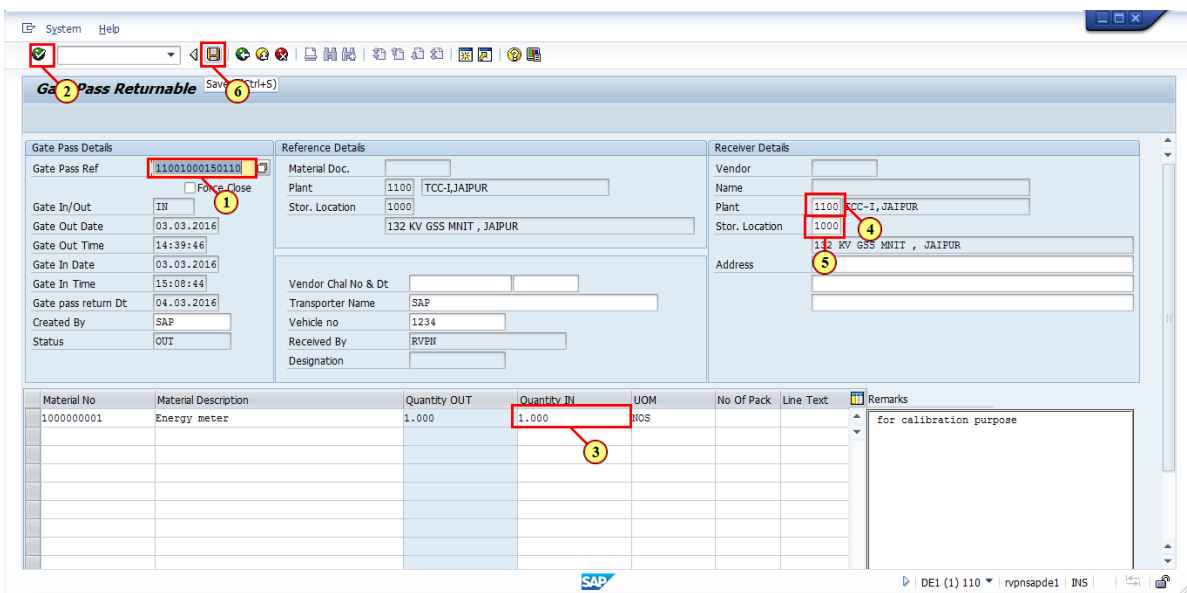 System Help
Save (Ctrl+S)
Gate Pass Returnable
2
6
Gate Pass Details
Reference Details
Receiver Details
Gate Pass Ref 11001000150110
Material Doc.
Vendor
Force Close
Plant 1100 TCC-I,JAIPUR
Name
1
Gate In/Out IN
Stor. Location 1000
Plant 1100 TCC-I,JAIPUR
Gate Out Date 03.03.2016
132 KV GSS MNIT , JAIPUR
Stor. Location 1000
4
Gate Out Time 14:39:46
132 KV GSS MNIT , JAIPUR
Gate In Date 03.03.2016
Address
5
Gate In Time 15:08:44
Vendor Chal No & Dt
Gate pass return Dt 04.03.2016
Transporter Name SAP
Created By SAP
Vehicle no 1234
Status OUT
Received By RVPN
Designation
Material No Material Description Quantity OUT Quantity IN UOM No Of Pack Line Text Remarks
1000000001 Energy meter 1.000 1.000 NOS
for calibration purpose
3
SAP
DE1 (1) 110 rvpnsapde1 INS